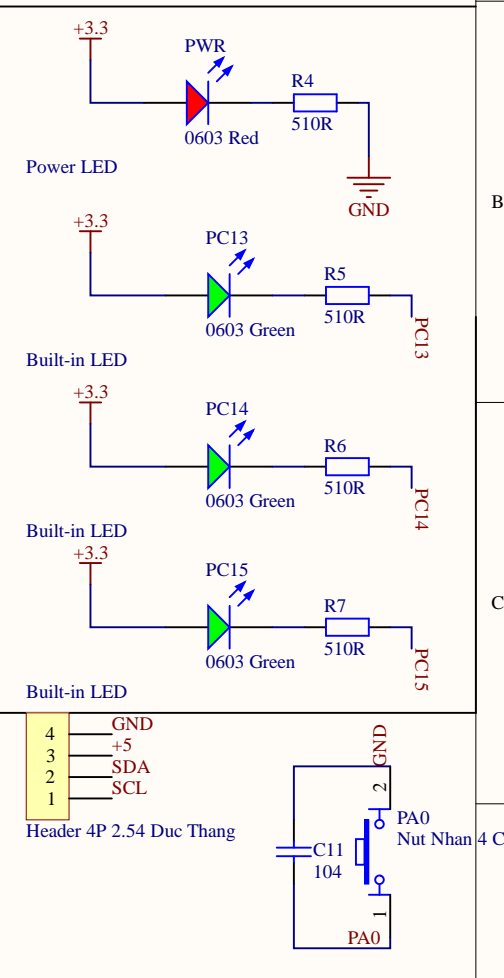 +3.3
PWR
R4
510R
0603 Red
Power LED
GND
B
+3.3
PC13
R5
510R
0603 Green
PC13
Built-in LED
+3.3
PC14
R6
510R
0603 Green
PC14
Built-in LED
+3.3
PC15
R7
510R
0603 Green
PC15
C
Built-in LED
4 GND
3 +5
2 SDA
1 SCL
Header 4P 2.54 Duc Thang
GND
2
PA0
Nut Nhan 4 C
C11
104
1
PA0